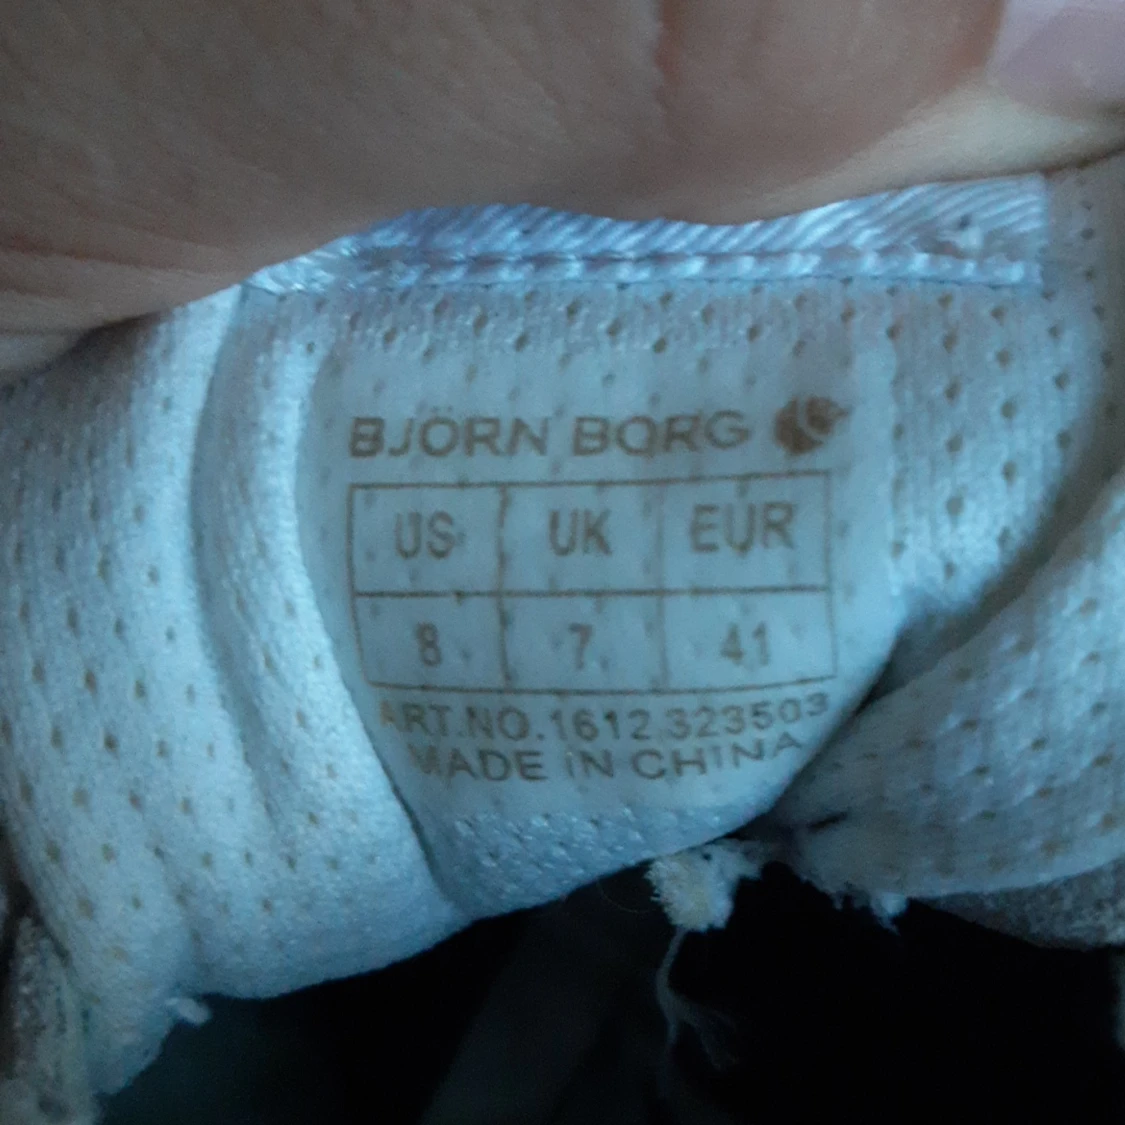 BJÖRN BORG
US UK EUR
8 7 41
ART.NO.1612 323503
MADE IN CHINA